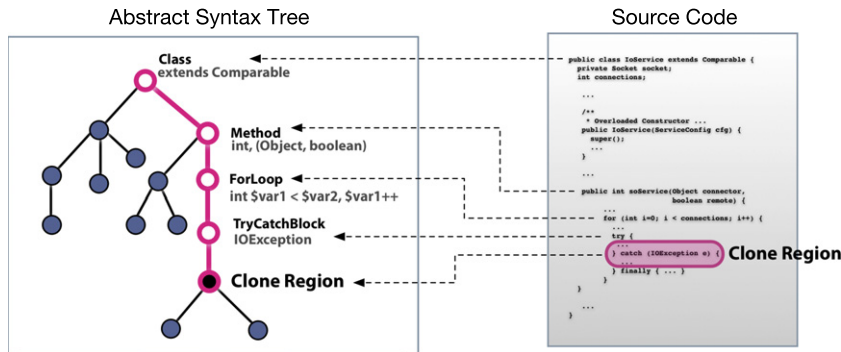 Abstract Syntax Tree
Source Code
Class
extends Comparable
Method
int, (Object, boolean)
ForLoop
int $var1 < $var2, $var1++
TryCatchBlock
IOException
Clone Region
public class IoService extends Comparable {
private Socket socket;
int connections;
...
/**
* Overloaded Constructor ...
public IoService(ServiceConfig cfg) {
super();
...
}
...
public int soService(Object connector,
boolean remote) {
...
for (int i=0; i < connections; i++) {
...
try {
...
} catch (IOException e) {
Clone Region
...
} finally { ... }
}
}
...
}